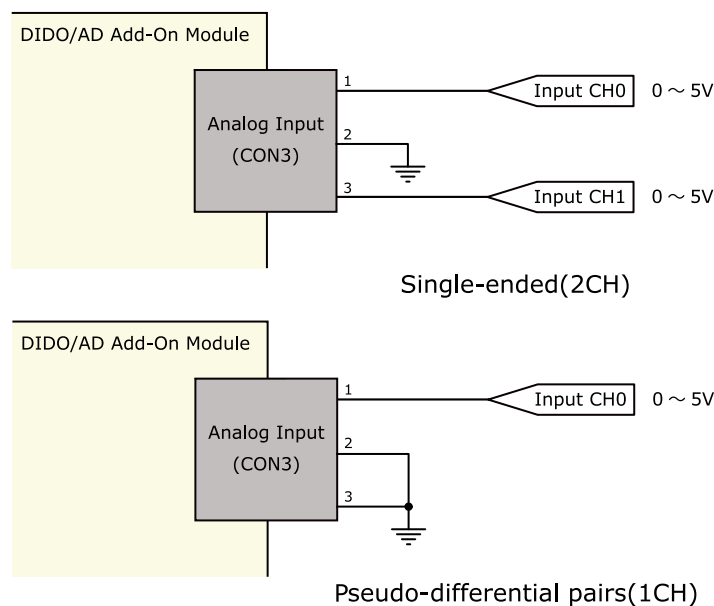 DIDO/AD Add-On Module
1
Input CH0 0 ～ 5V
Analog Input
(CON3)
2
3
Input CH1 0 ～ 5V
Single-ended(2CH)
DIDO/AD Add-On Module
1
Input CH0 0 ～ 5V
Analog Input
(CON3)
2
3
Pseudo-differential pairs(1CH)